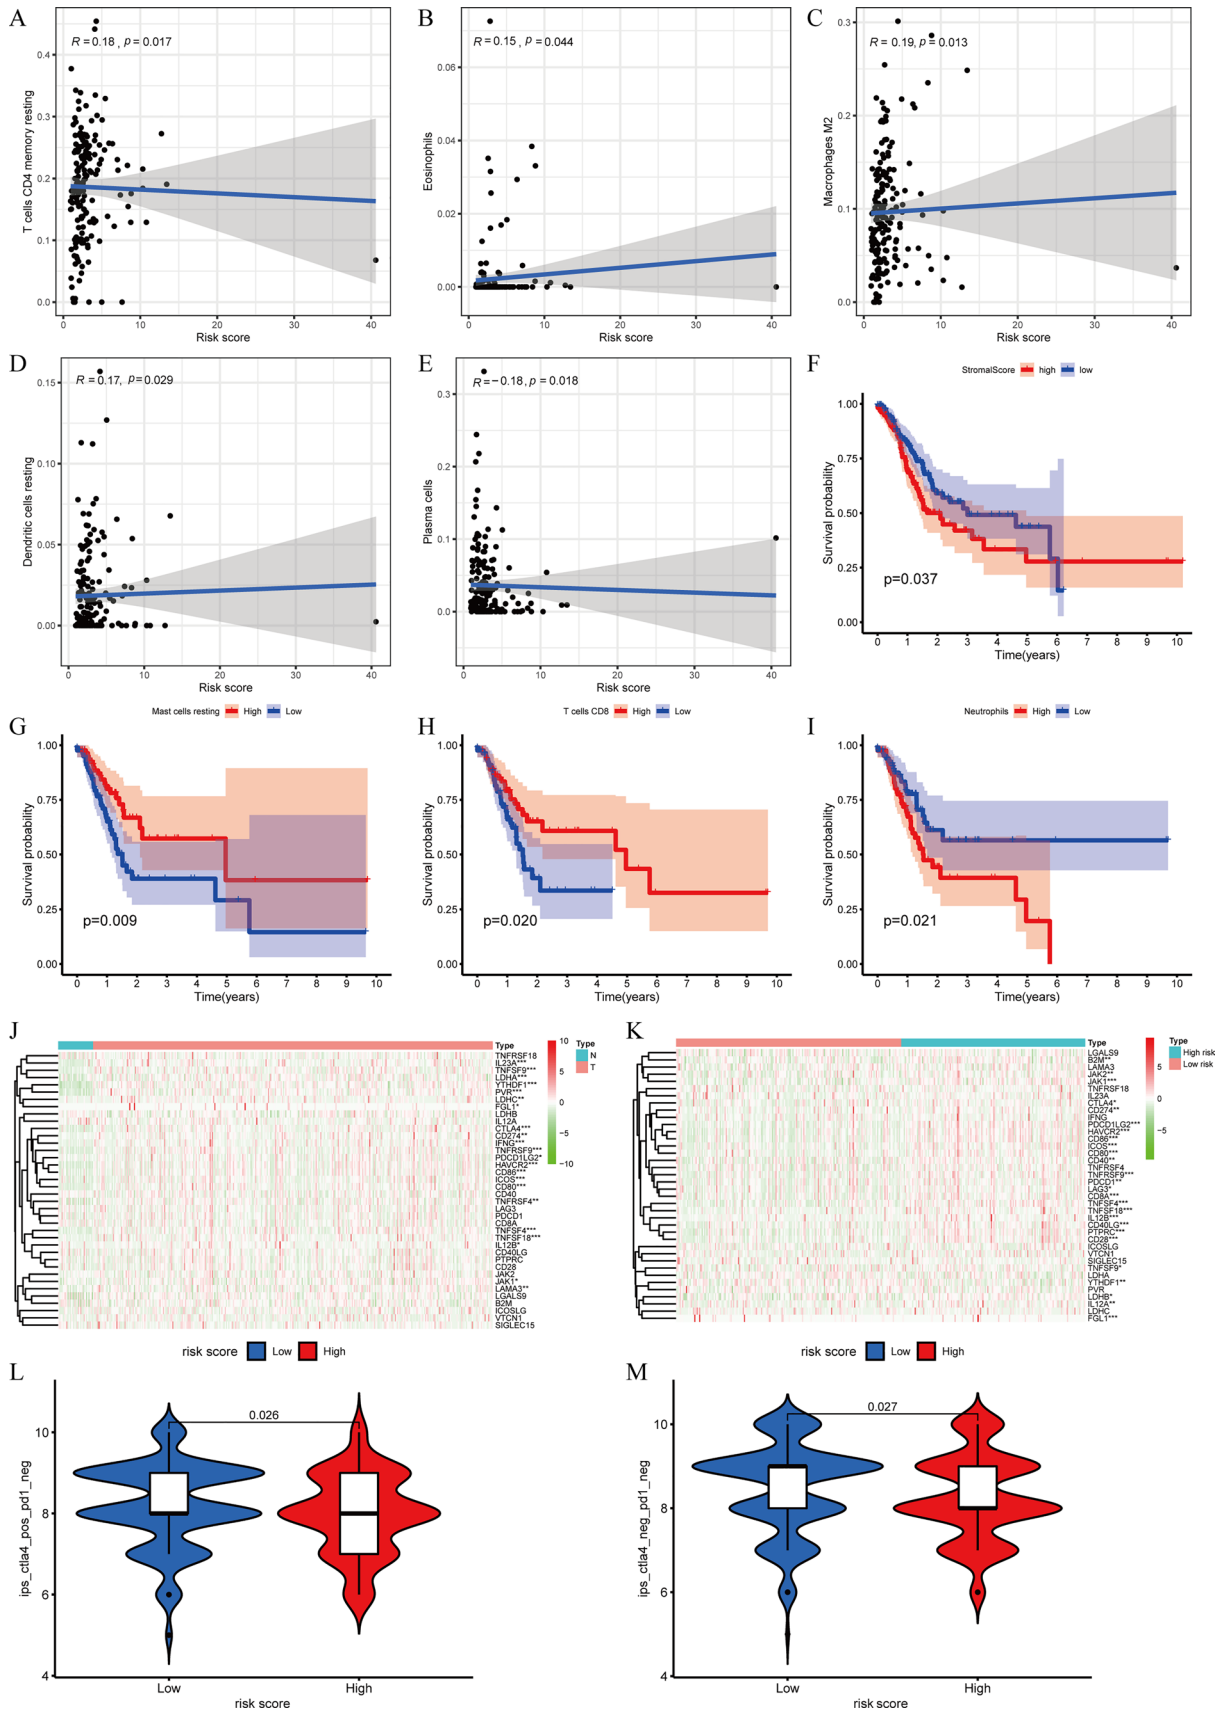 A
R = 0.18 , p = 0.017
T cells CD4 memory resting
0.4
0.3
0.2
0.1
0.0
0 10 20 30 40
Risk score
B
R = 0.15 , p = 0.044
Eosinophils
0.06
0.04
0.02
0.00
0 10 20 30 40
Risk score
C
R = 0.19, p = 0.013
Macrophages M2
0.3
0.2
0.1
0.0
0 10 20 30 40
Risk score
D
R = 0.17, p = 0.029
Dendritic cells resting
0.15
0.10
0.05
0.00
0 10 20 30 40
Risk score
E
R = −0.18 , p = 0.018
Plasma cells
0.3
0.2
0.1
0.0
0 10 20 30 40
Risk score
F
StromalScore high low
Survival probability
1.00
0.75
0.50
0.25
0.00
p=0.037
0 1 2 3 4 5 6 7 8 9 10
Time(years)
G
Mast cells resting High Low
Survival probability
1.00
0.75
0.50
0.25
0.00
p=0.009
0 1 2 3 4 5 6 7 8 9 10
Time(years)
H
T cells CD8 High Low
Survival probability
1.00
0.75
0.50
0.25
0.00
p=0.020
0 1 2 3 4 5 6 7 8 9 10
Time(years)
I
Neutrophils High Low
Survival probability
1.00
0.75
0.50
0.25
0.00
p=0.021
0 1 2 3 4 5 6 7 8 9 10
Time(years)
J
Type
TNFRSF18
IL23A***
TNFSF9***
LDHA***
YTHDF1***
PVR***
LDHC**
FGL1*
LDHB
IL12A
CTLA4***
CD274**
IFNG***
TNFRSF9***
PDCD1LG2*
HAVCR2***
CD86***
ICOS***
CD80***
CD40
TNFRSF4**
LAG3
PDCD1
CD8A
TNFSF4***
TNFSF18***
IL12B*
CD40LG
PTPRC
CD28
JAK2
JAK1*
LAMA3**
LGALS9
B2M
ICOSLG
VTCN1
SIGLEC15
10
5
0
−5
−10
Type
N
T
K
Type
LGALS9
B2M**
LAMA3
JAK2**
JAK1***
TNFRSF18
IL23A
CTLA4*
CD274**
IFNG
PDCD1LG2***
HAVCR2***
CD86***
ICOS***
CD80***
CD40**
TNFRSF4
TNFRSF9***
PDCD1**
LAG3*
CD8A***
TNFSF4***
TNFSF18***
IL12B***
CD40LG***
PTPRC***
CD28***
ICOSLG
VTCN1
SIGLEC15
TNFSF9*
LDHA
YTHDF1**
PVR
LDHB*
IL12A**
LDHC
FGL1***
5
0
−5
Type
High risk
Low risk
L
risk score Low High
0.026
ips_ctla4_pos_pd1_neg
10
8
6
4
Low High
risk score
M
risk score Low High
0.027
ips_ctla4_neg_pd1_neg
10
8
6
4
Low High
risk score